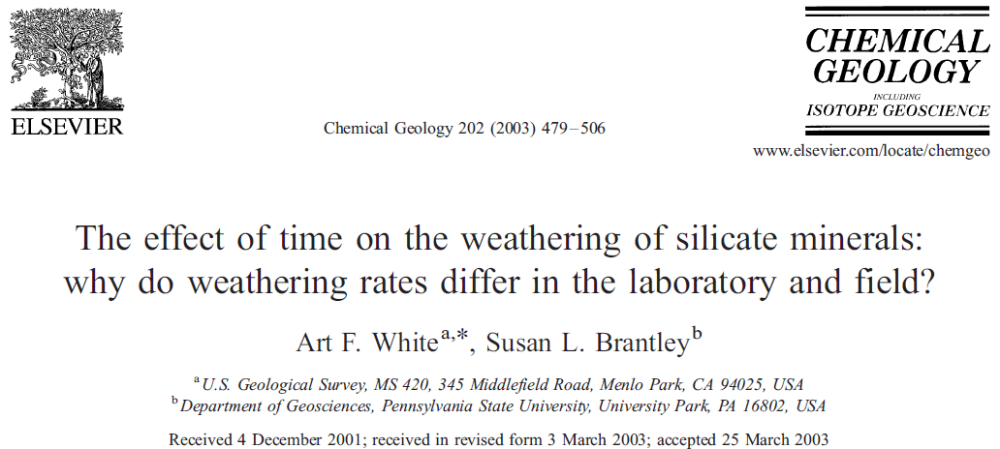 ELSEVIER
Chemical Geology 202 (2003) 479–506
CHEMICAL
GEOLOGY
INCLUDING
ISOTOPE GEOSCIENCE
www.elsevier.com/locate/chemgeo
The effect of time on the weathering of silicate minerals:
why do weathering rates differ in the laboratory and field?
Art F. White a,*, Susan L. Brantley b
a U.S. Geological Survey, MS 420, 345 Middlefield Road, Menlo Park, CA 94025, USA
b Department of Geosciences, Pennsylvania State University, University Park, PA 16802, USA
Received 4 December 2001; received in revised form 3 March 2003; accepted 25 March 2003